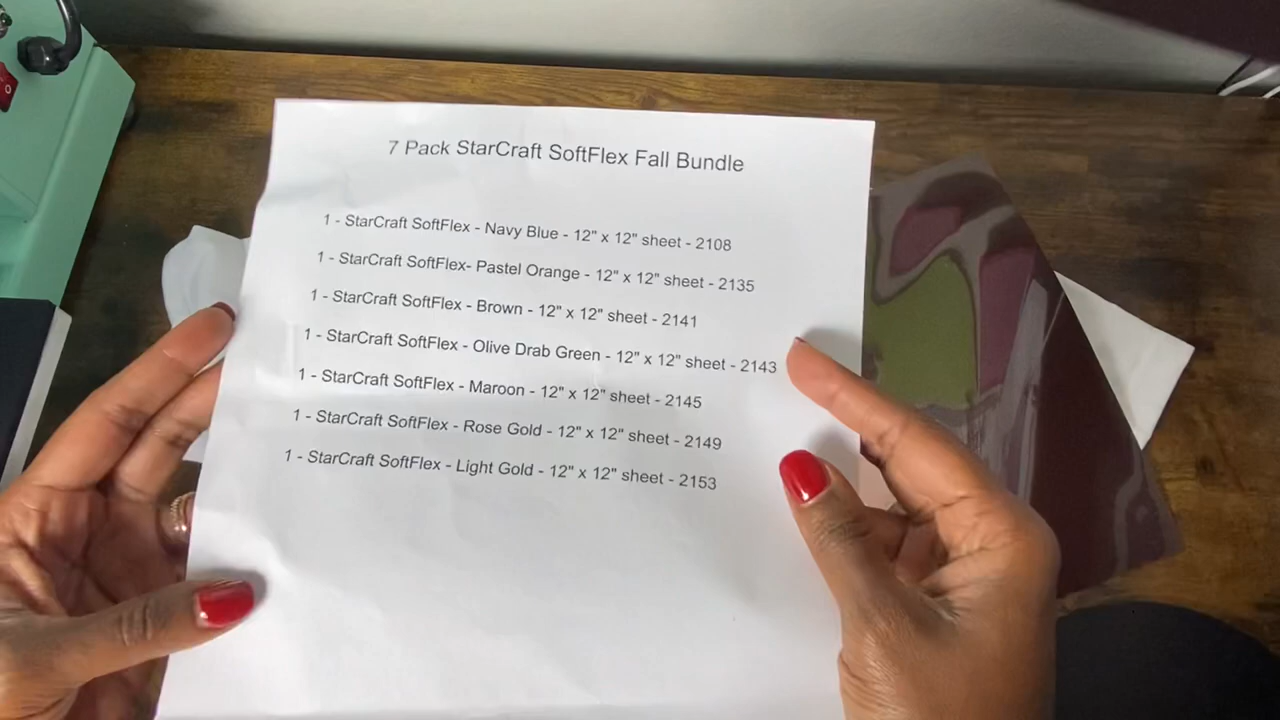 7 Pack StarCraft SoftFlex Fall Bundle
1 - StarCraft SoftFlex - Navy Blue - 12" x 12" sheet - 2108
1 - StarCraft SoftFlex- Pastel Orange - 12" x 12" sheet - 2135
1 - StarCraft SoftFlex - Brown - 12" x 12" sheet - 2141
1 - StarCraft SoftFlex - Olive Drab Green - 12" x 12" sheet - 2143
1 - StarCraft SoftFlex - Maroon - 12" x 12" sheet - 2145
1 - StarCraft SoftFlex - Rose Gold - 12" x 12" sheet - 2149
1 - StarCraft SoftFlex - Light Gold - 12" x 12" sheet - 2153